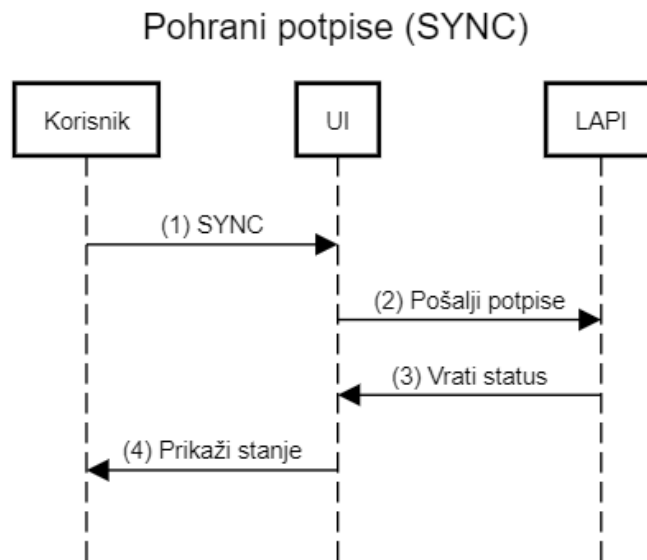 Pohrani potpise (SYNC)
Korisnik
UI
LAPI
(1) SYNC
(2) Pošalji potpise
(3) Vrati status
(4) Prikaži stanje